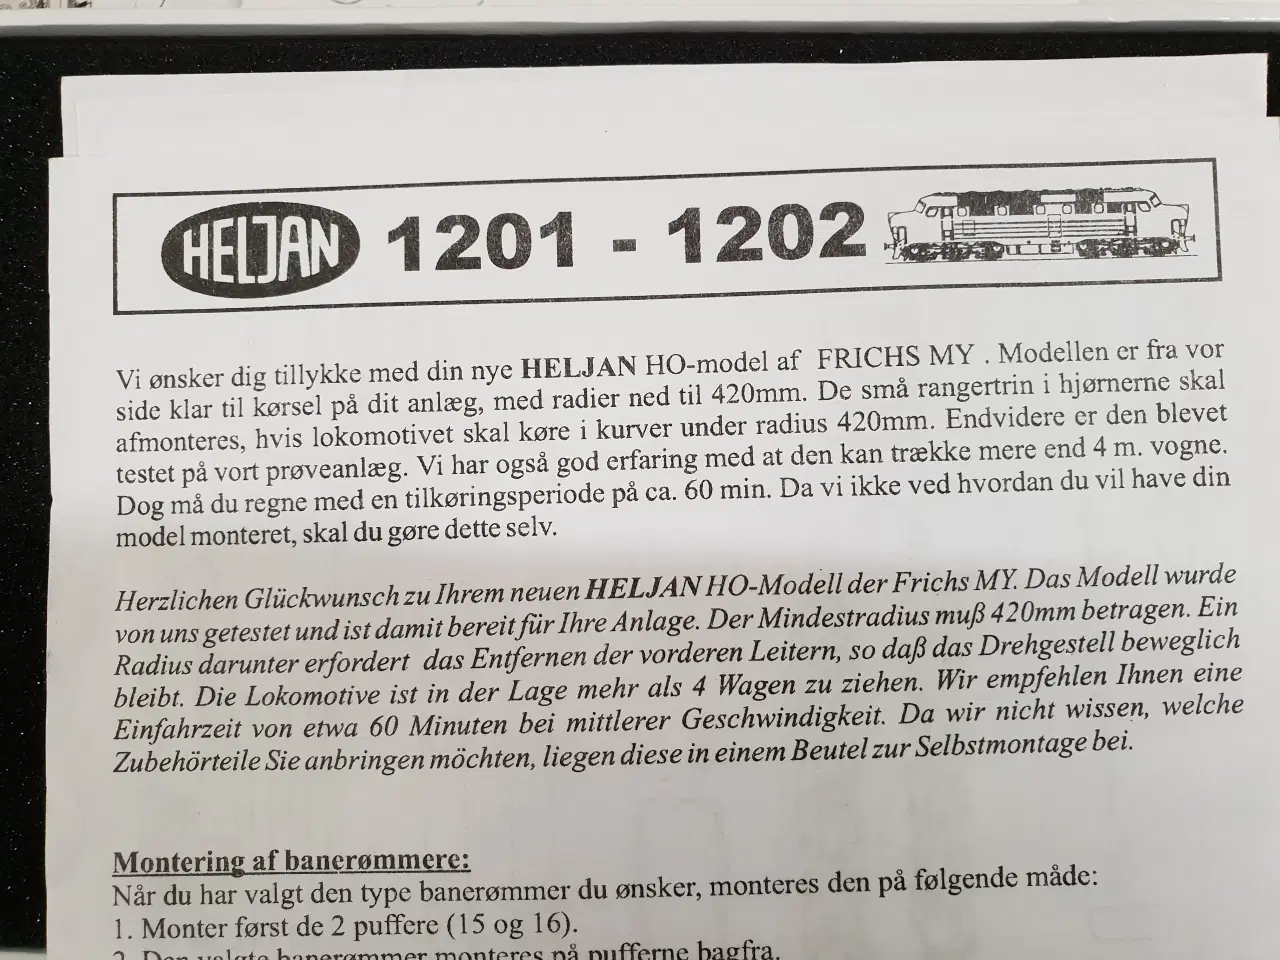 HELJAN 1201 - 1202
Vi ønsker dig tillykke med din nye HELJAN HO-model af FRICHS MY . Modellen er fra vor
side klar til kørsel på dit anlæg, med radier ned til 420mm. De små rangertrin i hjørnerne skal
afmonteres, hvis lokomotivet skal køre i kurver under radius 420mm. Endvidere er den blevet
testet på vort prøveanlæg. Vi har også god erfaring med at den kan trække mere end 4 m. vogne.
Dog må du regne med en tilkøringsperiode på ca. 60 min. Da vi ikke ved hvordan du vil have din
model monteret, skal du gøre dette selv.
Herzlichen Glückwunsch zu Ihrem neuen HELJAN HO-Modell der Frichs MY. Das Modell wurde
von uns getestet und ist damit bereit für Ihre Anlage. Der Mindestradius muß 420mm betragen. Ein
Radius darunter erfordert das Entfernen der vorderen Leitern, so daß das Drehgestell beweglich
bleibt. Die Lokomotive ist in der Lage mehr als 4 Wagen zu ziehen. Wir empfehlen Ihnen eine
Einfahrzeit von etwa 60 Minuten bei mittlerer Geschwindigkeit. Da wir nicht wissen, welche
Zubehörteile Sie anbringen möchten, liegen diese in einem Beutel zur Selbstmontage bei.
Montering af banerømmere:
Når du har valgt den type banerømmer du ønsker, monteres den på følgende måde:
1. Monter først de 2 puffere (15 og 16).
2. Den valgte banerømmer monteres på pufferne bagfra.